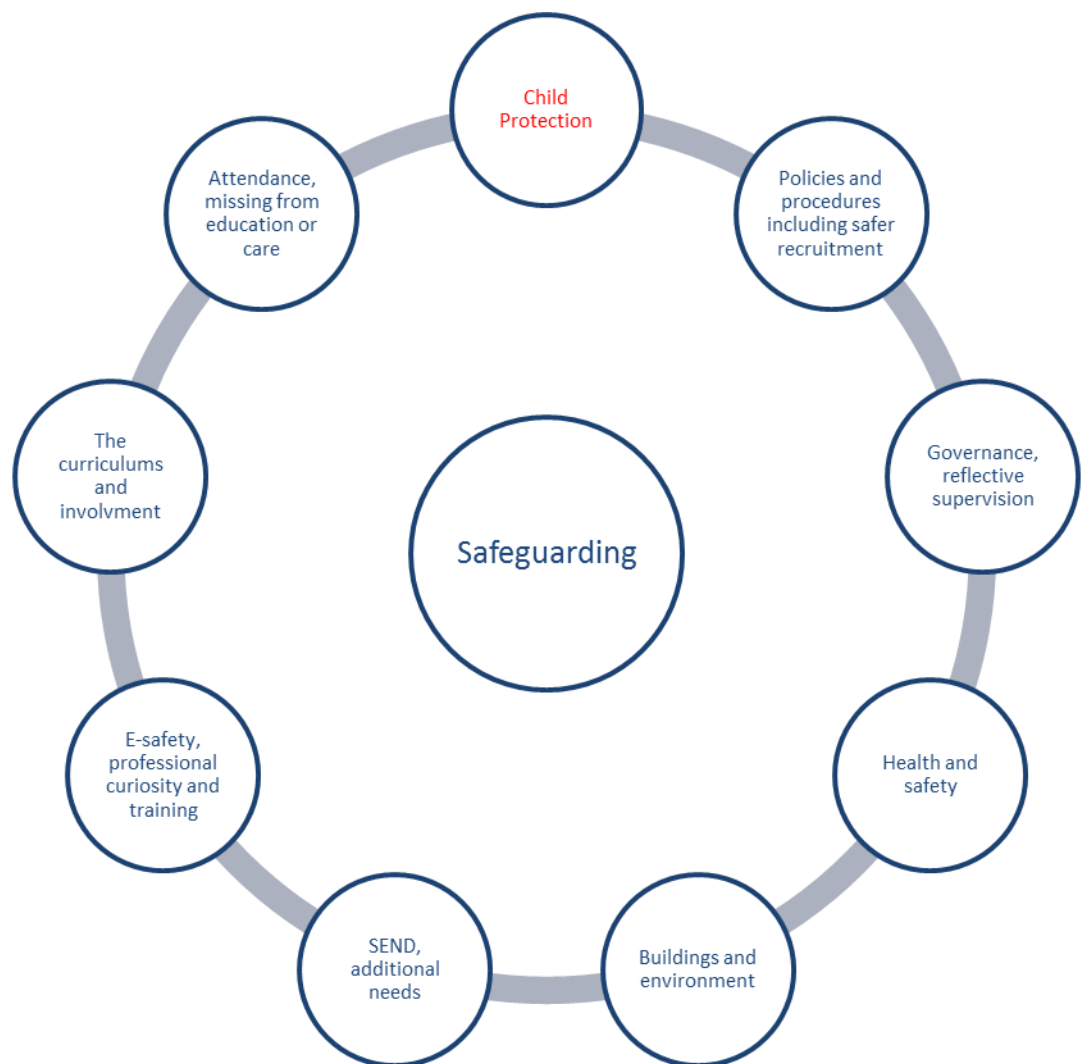 Child
Protection
Policies and
procedures
including safer
recruitment
Governance,
reflective
supervision
Health and
safety
Buildings and
environment
SEND,
additional
needs
E-safety,
professional
curiosity and
training
The
curriculums
and
involvment
Attendance,
missing from
education or
care
Safeguarding